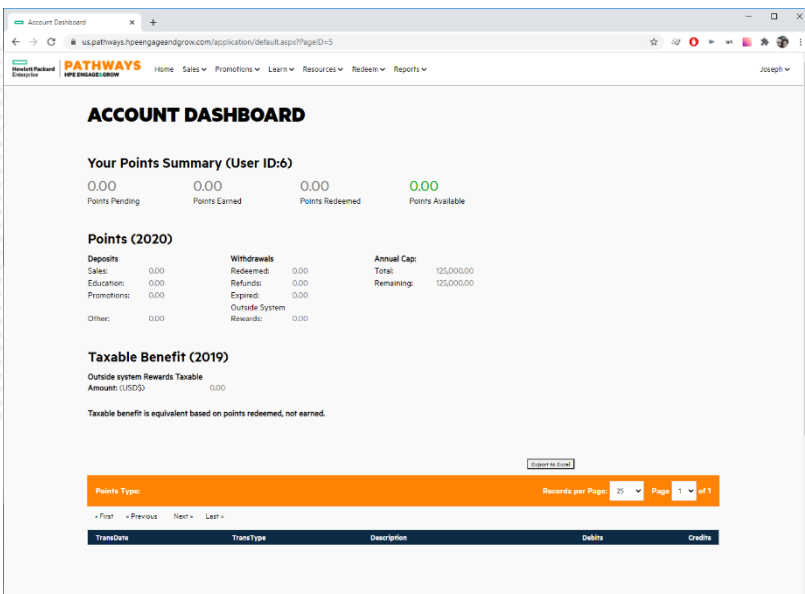 Account Dashboard
us.pathways.hpeengageandgrow.com/application/default.aspx?PageID=5
Hewlett Packard
Enterprise
PATHWAYS
HPE ENGAGE&GROW
Home Sales Promotions Learn Resources Redeem Reports Joseph
ACCOUNT DASHBOARD
Your Points Summary (User ID:6)
0.00 0.00 0.00 0.00
Points Pending Points Earned Points Redeemed Points Available
Points (2020)
Deposits Withdrawals Annual Cap:
Sales: 0.00 Redeemed: 0.00 Total: 125,000.00
Education: 0.00 Refunds: 0.00 Remaining: 125,000.00
Promotions: 0.00 Expired: 0.00
Outside System
Other: 0.00 Rewards: 0.00
Taxable Benefit (2019)
Outside system Rewards Taxable
Amount: (USD$) 0.00
Taxable benefit is equivalent based on points redeemed, not earned.
Export to Excel
Points Type: Records per Page: 25 Page 1 of 1
« First « Previous Next » Last »
TransDate TransType Description Debits Credits